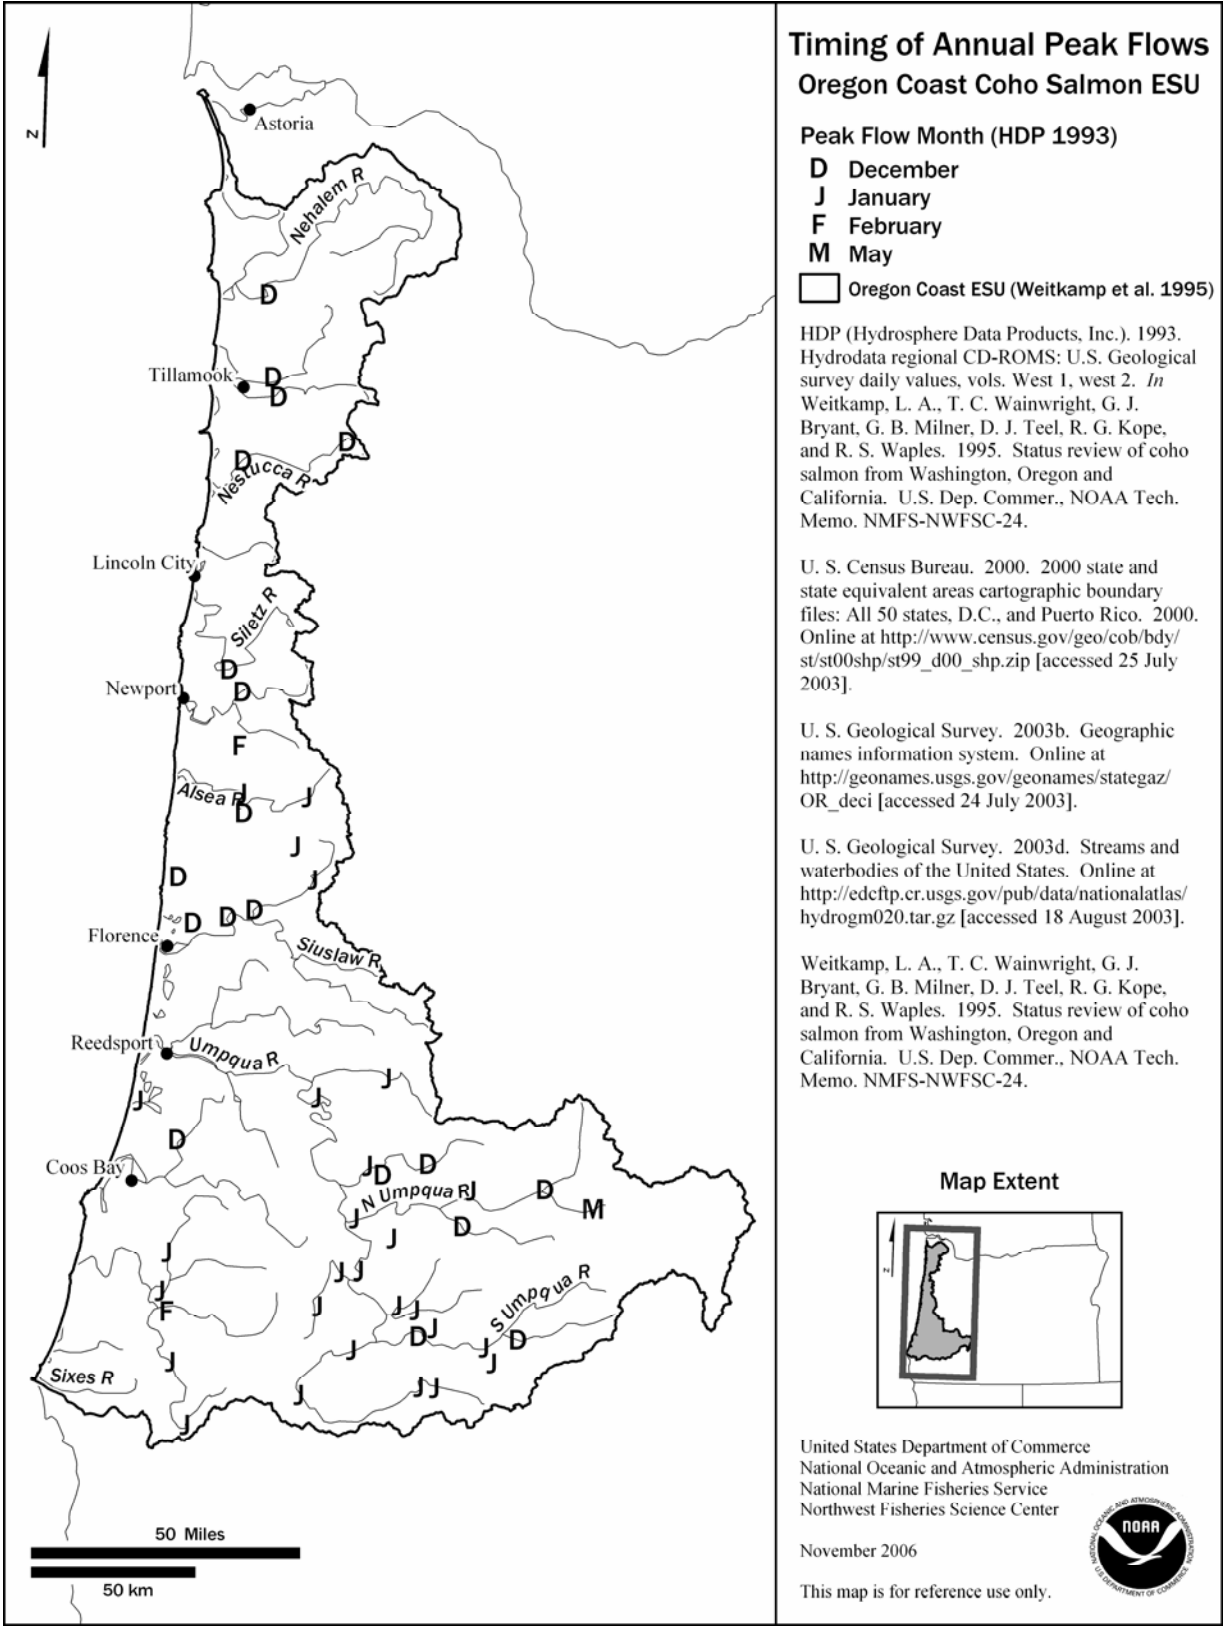 Timing of Annual Peak Flows
Oregon Coast Coho Salmon ESU
Peak Flow Month (HDP 1993)
D December
J January
F February
M May
Oregon Coast ESU (Weitkamp et al. 1995)
HDP (Hydrosphere Data Products, Inc.). 1993.
Hydrodata regional CD-ROMS: U.S. Geological
survey daily values, vols. West 1, west 2. In
Weitkamp, L. A., T. C. Wainwright, G. J.
Bryant, G. B. Milner, D. J. Teel, R. G. Kope,
and R. S. Waples. 1995. Status review of coho
salmon from Washington, Oregon and
California. U.S. Dep. Commer., NOAA Tech.
Memo. NMFS-NWFSC-24.
U. S. Census Bureau. 2000. 2000 state and
state equivalent areas cartographic boundary
files: All 50 states, D.C., and Puerto Rico. 2000.
Online at http://www.census.gov/geo/cob/bdy/
st/st00shp/st99_d00_shp.zip [accessed 25 July
2003].
U. S. Geological Survey. 2003b. Geographic
names information system. Online at
http://geonames.usgs.gov/geonames/stategaz/
OR_deci [accessed 24 July 2003].
U. S. Geological Survey. 2003d. Streams and
waterbodies of the United States. Online at
http://edcftp.cr.usgs.gov/pub/data/nationalatlas/
hydrogm020.tar.gz [accessed 18 August 2003].
Weitkamp, L. A., T. C. Wainwright, G. J.
Bryant, G. B. Milner, D. J. Teel, R. G. Kope,
and R. S. Waples. 1995. Status review of coho
salmon from Washington, Oregon and
California. U.S. Dep. Commer., NOAA Tech.
Memo. NMFS-NWFSC-24.
Map Extent
N
United States Department of Commerce
National Oceanic and Atmospheric Administration
National Marine Fisheries Service
Northwest Fisheries Science Center
November 2006
This map is for reference use only.
NATIONAL OCEANIC AND ATMOSPHERIC ADMINISTRATION
NOAA
U.S. DEPARTMENT OF COMMERCE
N
Astoria
Nehalem R
D
Tillamook
D
D
D
D
Nestucca R
Lincoln City
Siletz R
D
Newport
D
F
Alsea R
J
J
D
J
D
J
D
D
D
Florence
Siuslaw R
Reedsport
Umpqua R
J
J
J
D
Coos Bay
J
D
D
N Umpqua R
J
D
M
J
D
J
J
J
J
J
S Umpqua R
F
J
J
J
D
J
D
J
J
J
J
Sixes R
J
J
J
J
50 Miles
50 km